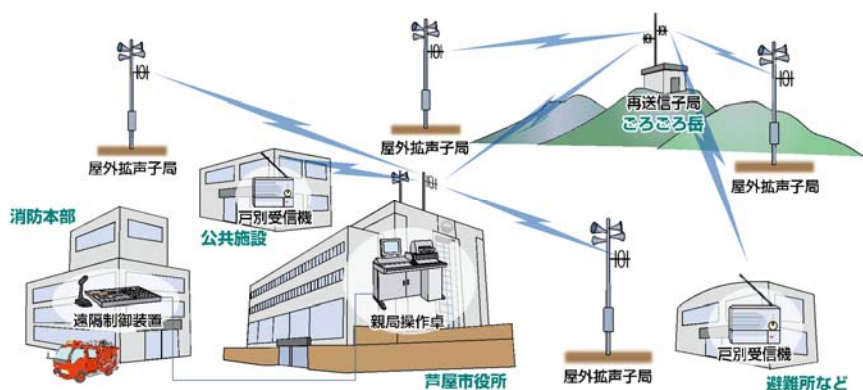 再送信子局
ごろごろ岳
屋外拡声子局
屋外拡声子局
屋外拡声子局
戸別受信機
公共施設
消防本部
遠隔制御装置
親局操作卓
芦屋市役所
屋外拡声子局
戸別受信機
避難所など